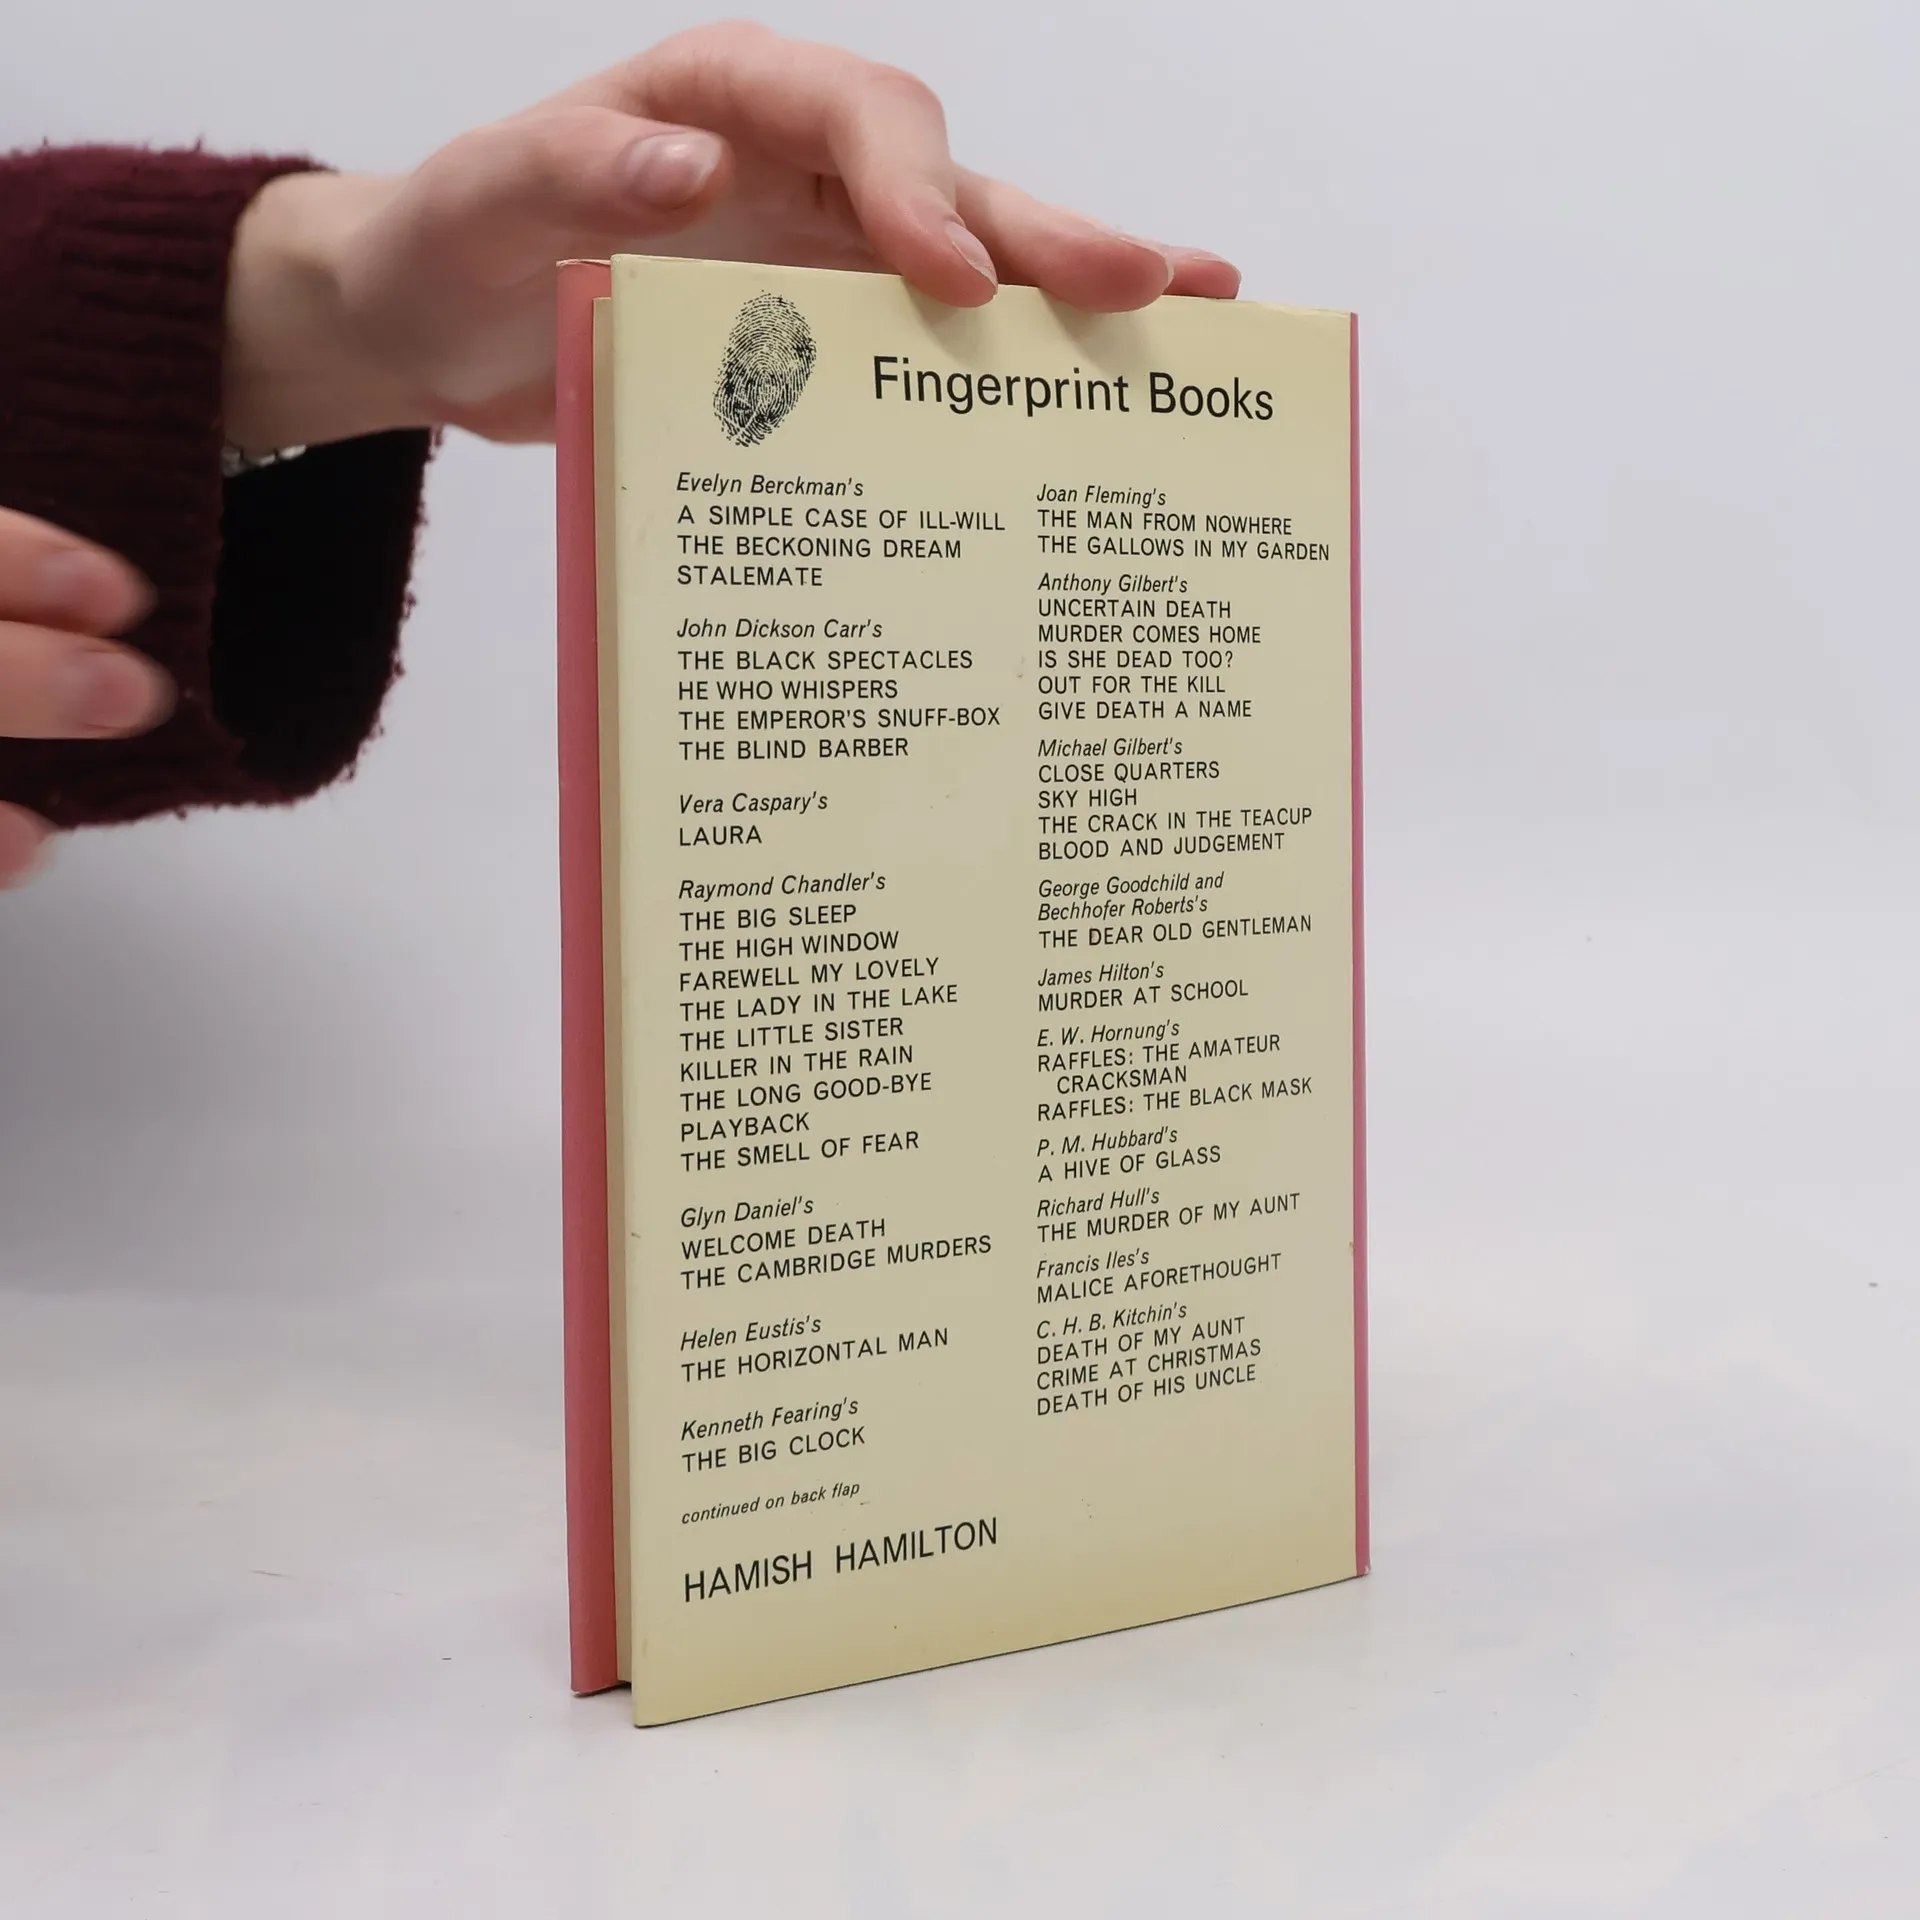 Fingerprint Books
Evelyn Berckman's
A SIMPLE CASE OF ILL-WILL
THE BECKONING DREAM
STALEMATE
John Dickson Carr's
THE BLACK SPECTACLES
HE WHO WHISPERS
THE EMPEROR'S SNUFF-BOX
THE BLIND BARBER
Vera Caspary's
LAURA
Raymond Chandler's
THE BIG SLEEP
THE HIGH WINDOW
FAREWELL MY LOVELY
THE LADY IN THE LAKE
THE LITTLE SISTER
KILLER IN THE RAIN
THE LONG GOOD-BYE
PLAYBACK
THE SMELL OF FEAR
Glyn Daniel's
WELCOME DEATH
THE CAMBRIDGE MURDERS
Helen Eustis's
THE HORIZONTAL MAN
Kenneth Fearing's
THE BIG CLOCK
continued on back flap
Joan Fleming's
THE MAN FROM NOWHERE
THE GALLOWS IN MY GARDEN
Anthony Gilbert's
UNCERTAIN DEATH
MURDER COMES HOME
IS SHE DEAD TOO?
OUT FOR THE KILL
GIVE DEATH A NAME
Michael Gilbert's
CLOSE QUARTERS
SKY HIGH
THE CRACK IN THE TEACUP
BLOOD AND JUDGEMENT
George Goodchild and
Bechhofer Roberts's
THE DEAR OLD GENTLEMAN
James Hilton's
MURDER AT SCHOOL
E. W. Hornung's
RAFFLES: THE AMATEUR
CRACKSMAN
RAFFLES: THE BLACK MASK
P. M. Hubbard's
A HIVE OF GLASS
Richard Hull's
THE MURDER OF MY AUNT
Francis Iles's
MALICE AFORETHOUGHT
C. H. B. Kitchin's
DEATH OF MY AUNT
CRIME AT CHRISTMAS
DEATH OF HIS UNCLE
HAMISH HAMILTON